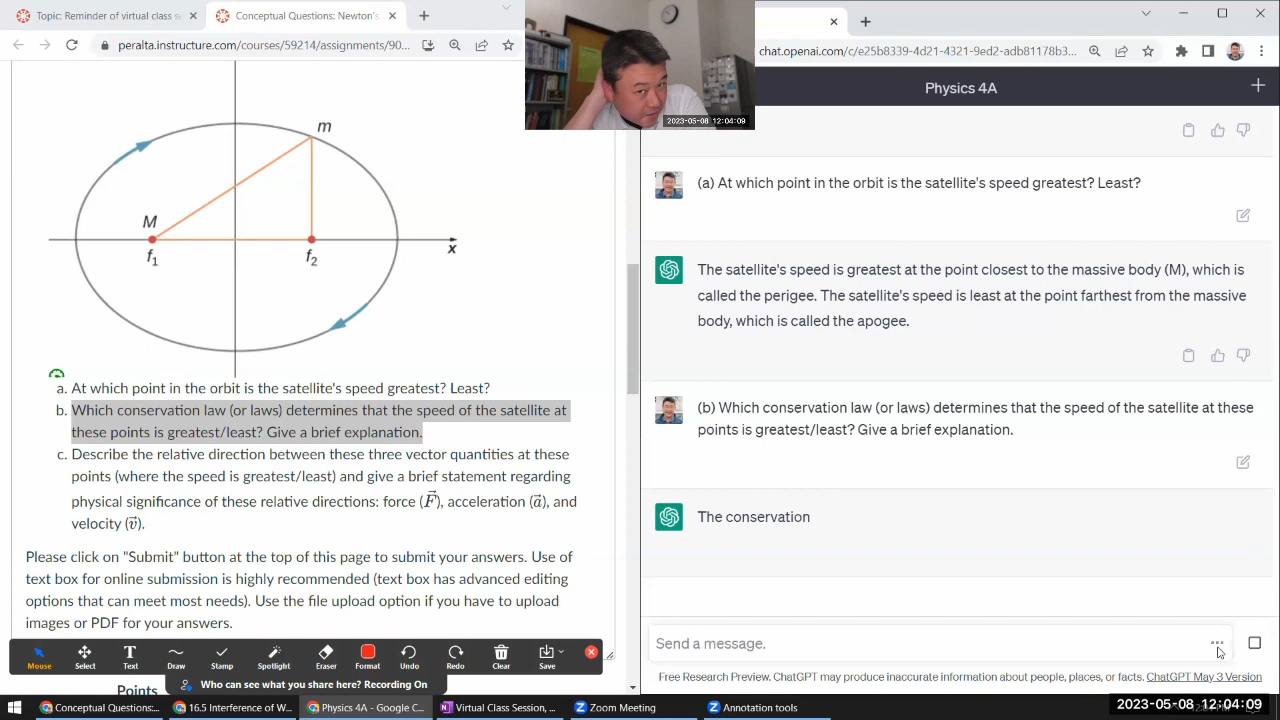 Topic: Reminder of virtual class s
Conceptual Questions: Newton's
peralta.instructure.com/courses/59214/assignments/90...
chat.openai.com/c/e25b8339-4d21-4321-9ed2-adb81178b3...
2023-05-08 12:04:09
Physics 4A
m
M
f1
f2
x
a. At which point in the orbit is the satellite's speed greatest? Least?
b. Which conservation law (or laws) determines that the speed of the satellite at
these points is greatest/least? Give a brief explanation.
c. Describe the relative direction between these three vector quantities at these
points (where the speed is greatest/least) and give a brief statement regarding
physical significance of these relative directions: force (F⃗), acceleration (a⃗), and
velocity (v⃗).
Please click on "Submit" button at the top of this page to submit your answers. Use of
text box for online submission is highly recommended (text box has advanced editing
options that can meet most needs). Use the file upload option if you have to upload
images or PDF for your answers.
Points
(a) At which point in the orbit is the satellite's speed greatest? Least?
The satellite's speed is greatest at the point closest to the massive body (M), which is
called the perigee. The satellite's speed is least at the point farthest from the massive
body, which is called the apogee.
(b) Which conservation law (or laws) determines that the speed of the satellite at these
points is greatest/least? Give a brief explanation.
The conservation
Send a message.
Free Research Preview. ChatGPT may produce inaccurate information about people, places, or facts. ChatGPT May 3 Version
Mouse Select Text Draw Stamp Spotlight Eraser Format Undo Redo Clear Save
Who can see what you share here? Recording On
Conceptual Questions:...
16.5 Interference of W...
Physics 4A - Google C...
Virtual Class Session, ...
Zoom Meeting
Annotation tools
2023-05-08 12:04:09